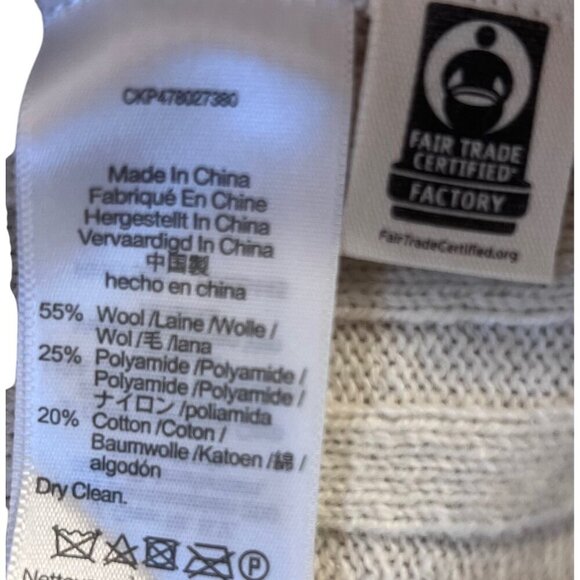 CKP478027380
Made In China
Fabriqué En Chine
Hergestellt In China
Vervaardigd In China
中国製
hecho en china
55% Wool /Laine /Wolle /
Wol /毛 /lana
25% Polyamide /Polyamide /
Polyamide /Polyamide /
ナイロン /poliamida
20% Cotton /Coton /
Baumwolle /Katoen /綿 /
algodón
Dry Clean.
P
FAIR TRADE
CERTIFIED
FACTORY
FairTradeCertified.org